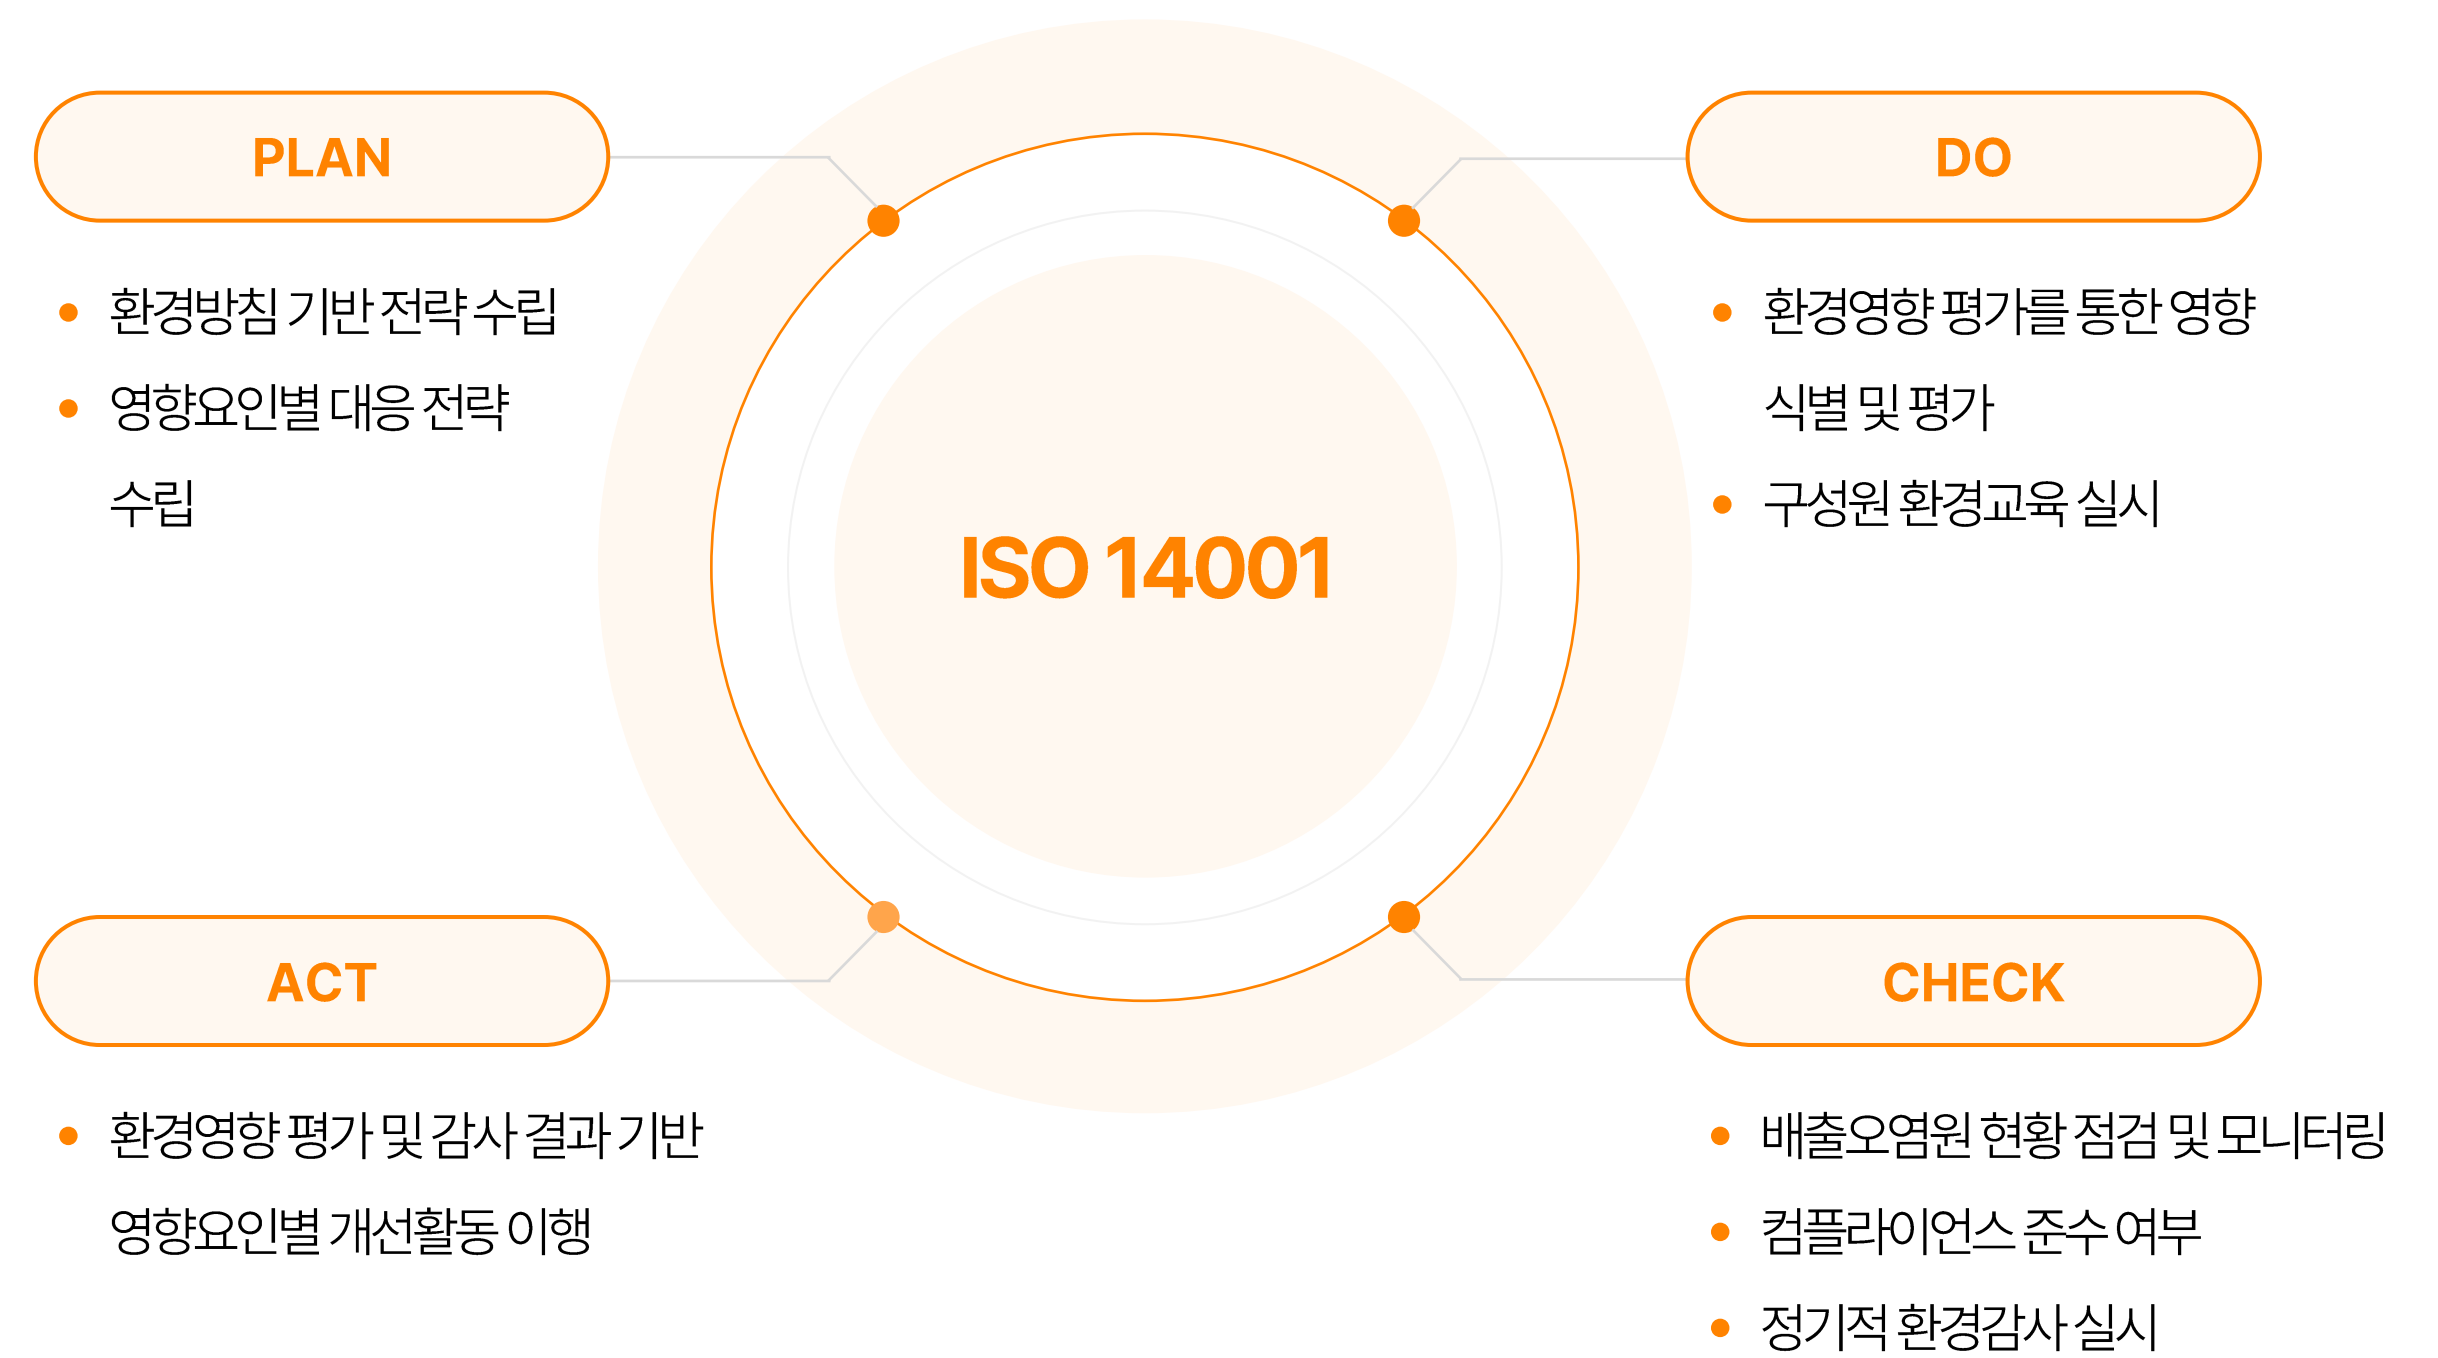 PLAN
환경방침 기반 전략 수립
영향요인별 대응 전략
수립
DO
환경영향 평가를 통한 영향
식별 및 평가
구성원 환경교육 실시
ISO 14001
ACT
환경영향 평가 및 감사 결과 기반
영향요인별 개선활동 이행
CHECK
배출오염원 현황 점검 및 모니터링
컴플라이언스 준수 여부
정기적 환경감사 실시